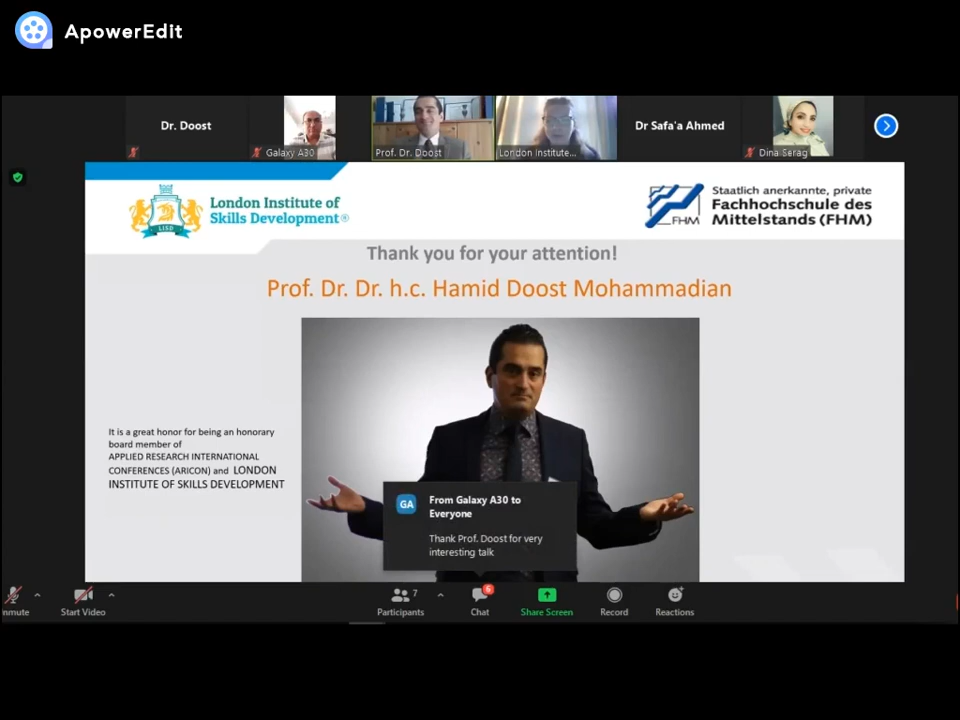 ApowerEdit
Dr. Doost
Galaxy A30
Prof. Dr. Doost
London Institute...
Dr Safa'a Ahmed
Dina Serag
London Institute of
Skills Development®
LISD
FHM
Staatlich anerkannte, private
Fachhochschule des
Mittelstands (FHM)
Thank you for your attention!
Prof. Dr. Dr. h.c. Hamid Doost Mohammadian
It is a great honor for being an honorary
board member of
APPLIED RESEARCH INTERNATIONAL
CONFERENCES (ARICON) and LONDON
INSTITUTE OF SKILLS DEVELOPMENT
GA
From Galaxy A30 to
Everyone
Thank Prof. Doost for very
interesting talk
nmute
Start Video
7
Participants
6
Chat
Share Screen
Record
Reactions